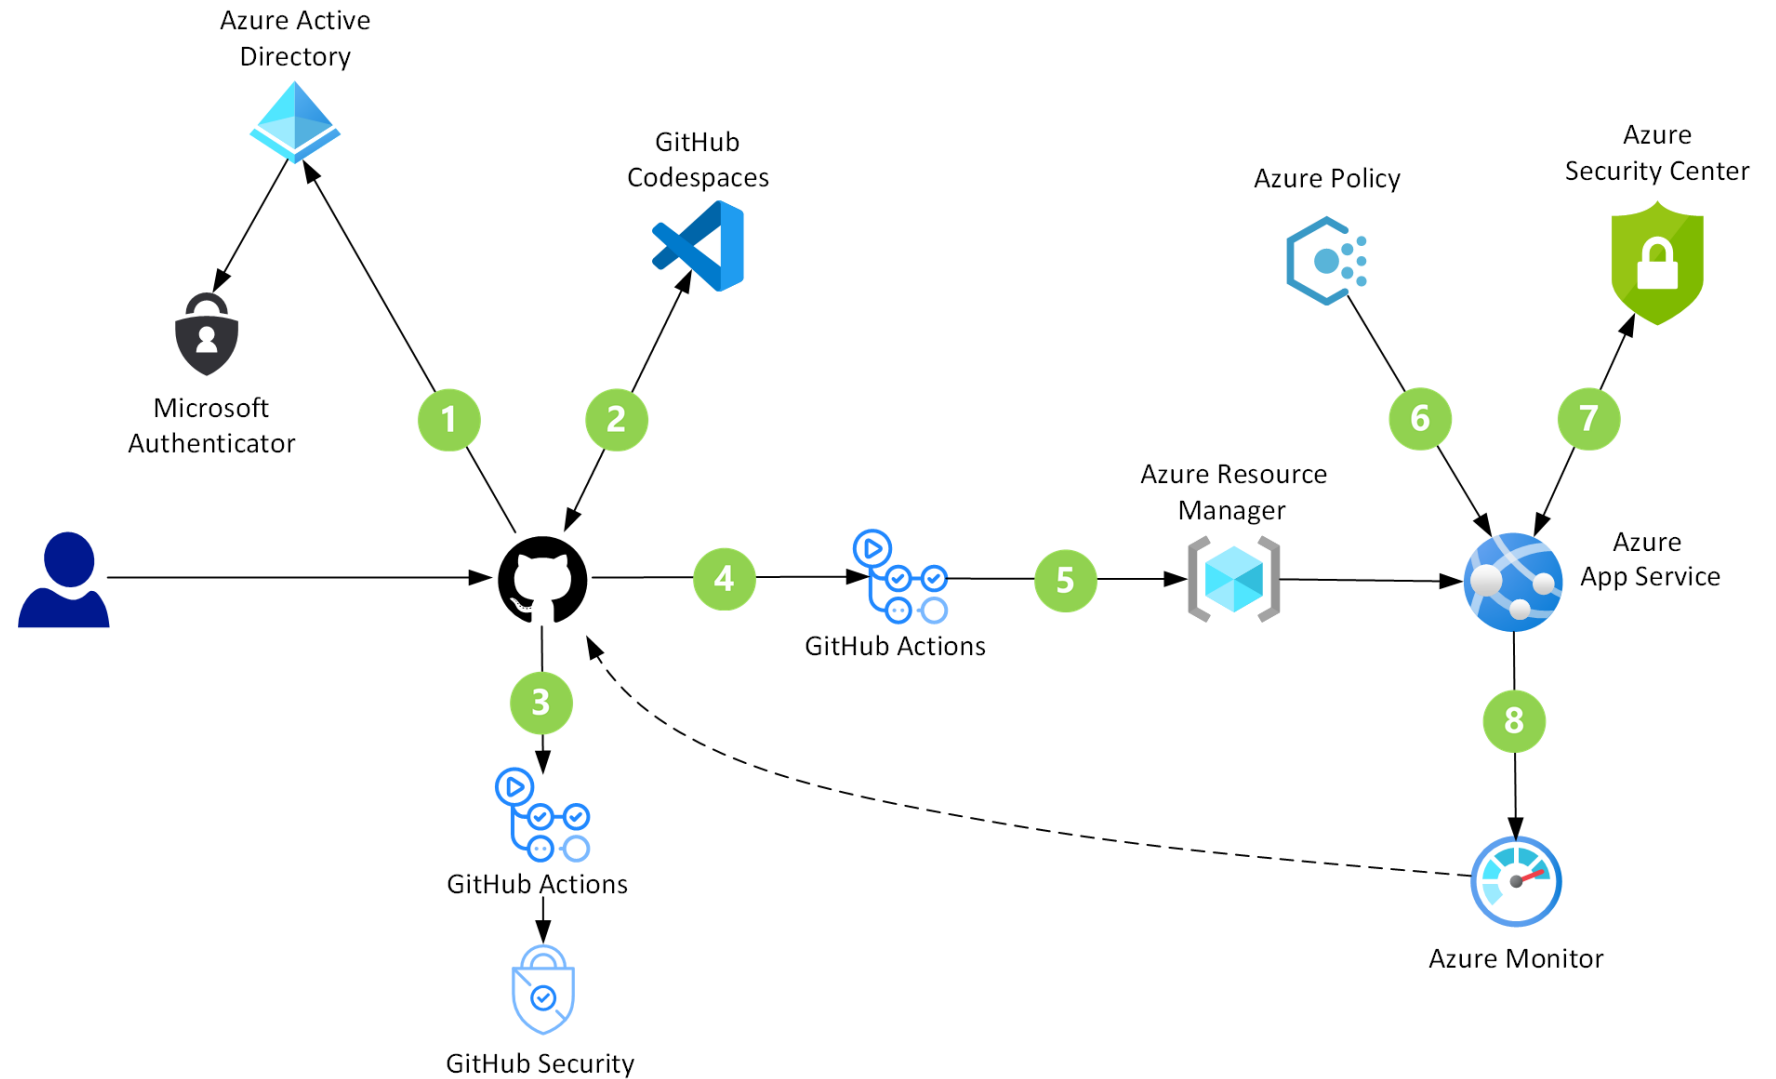 Azure Active
Directory
GitHub
Codespaces
Azure
Security Center
Azure Policy
Microsoft
Authenticator
1
2
6
7
Azure Resource
Manager
Azure
App Service
4
5
GitHub Actions
3
8
GitHub Actions
Azure Monitor
GitHub Security